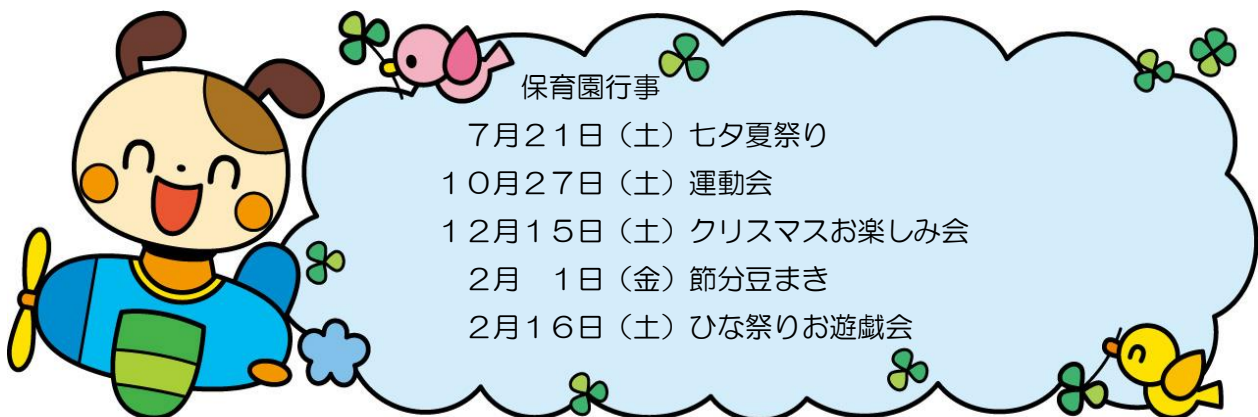 保育園行事
７月２１日（土）七夕夏祭り
１０月２７日（土）運動会
１２月１５日（土）クリスマスお楽しみ会
２月　１日（金）節分豆まき
２月１６日（土）ひな祭りお遊戯会